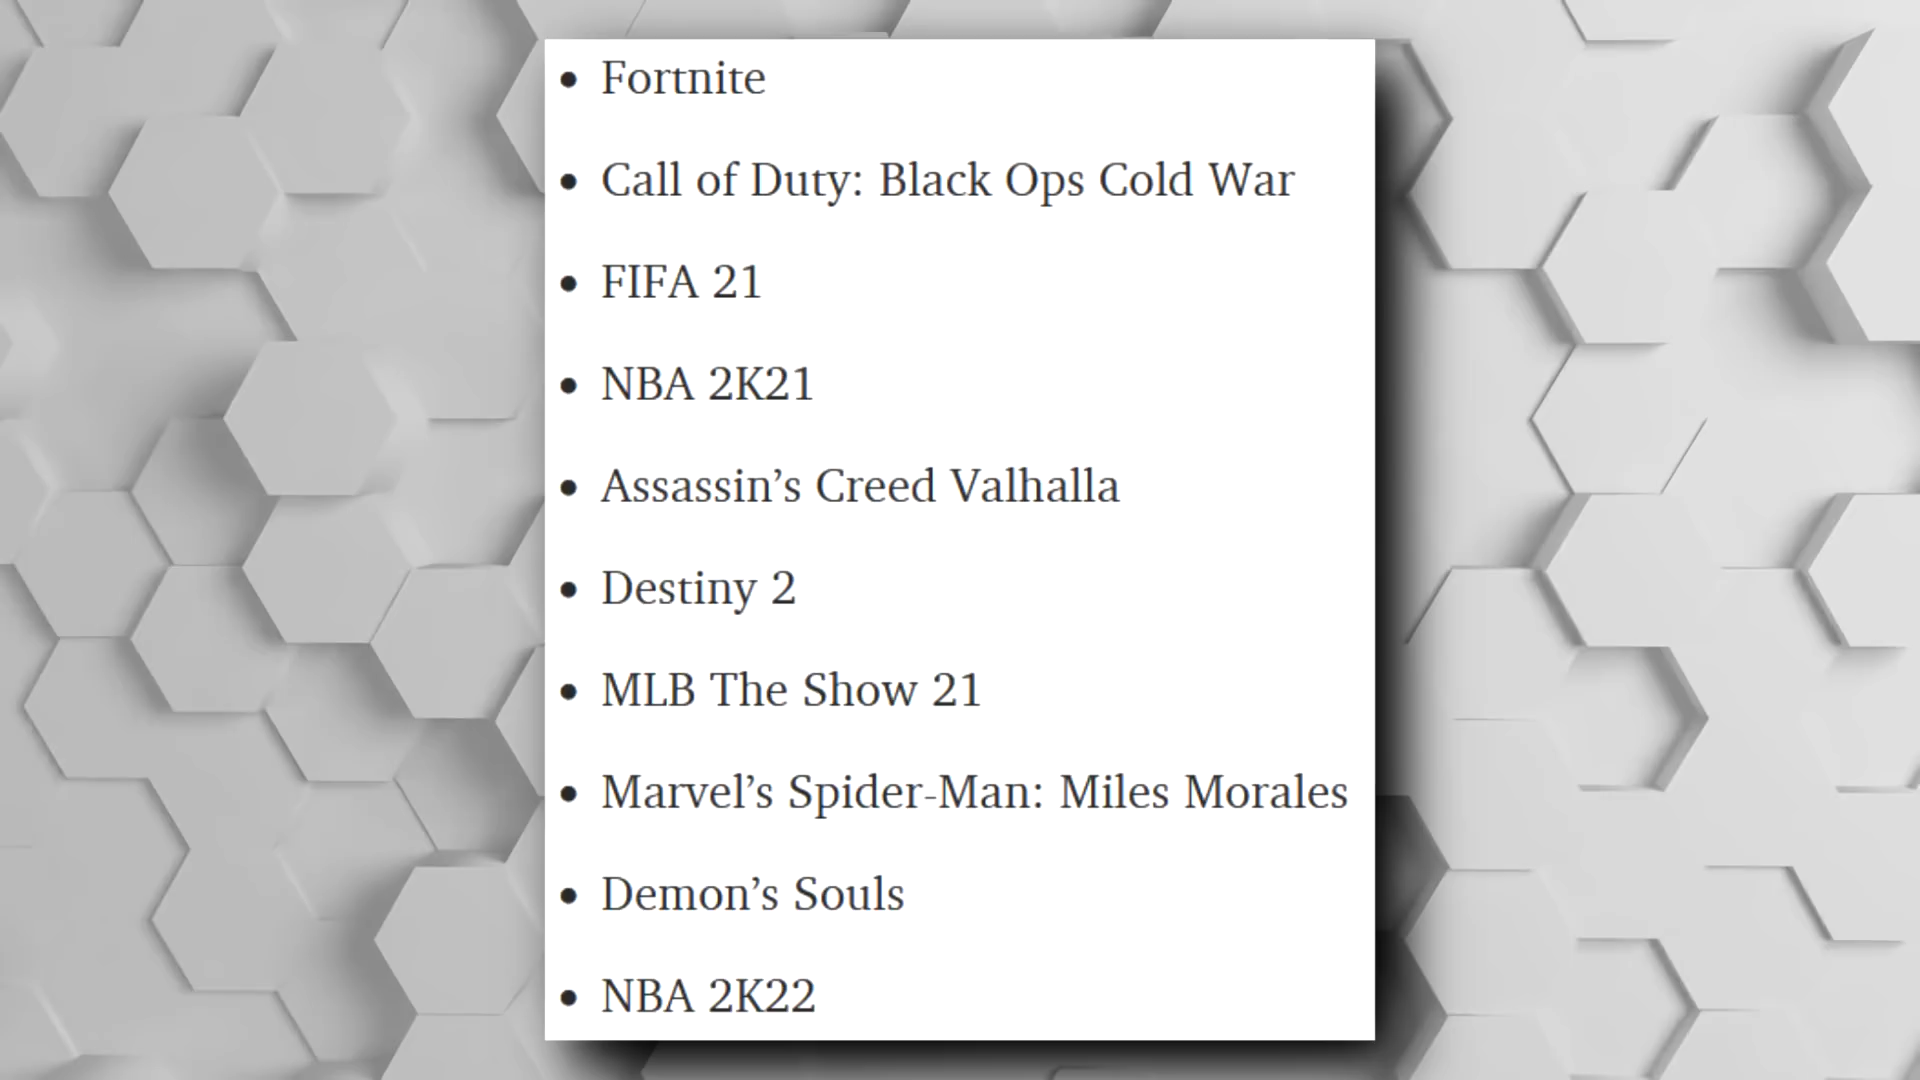 • Fortnite
• Call of Duty: Black Ops Cold War
• FIFA 21
• NBA 2K21
• Assassin’s Creed Valhalla
• Destiny 2
• MLB The Show 21
• Marvel’s Spider-Man: Miles Morales
• Demon’s Souls
• NBA 2K22